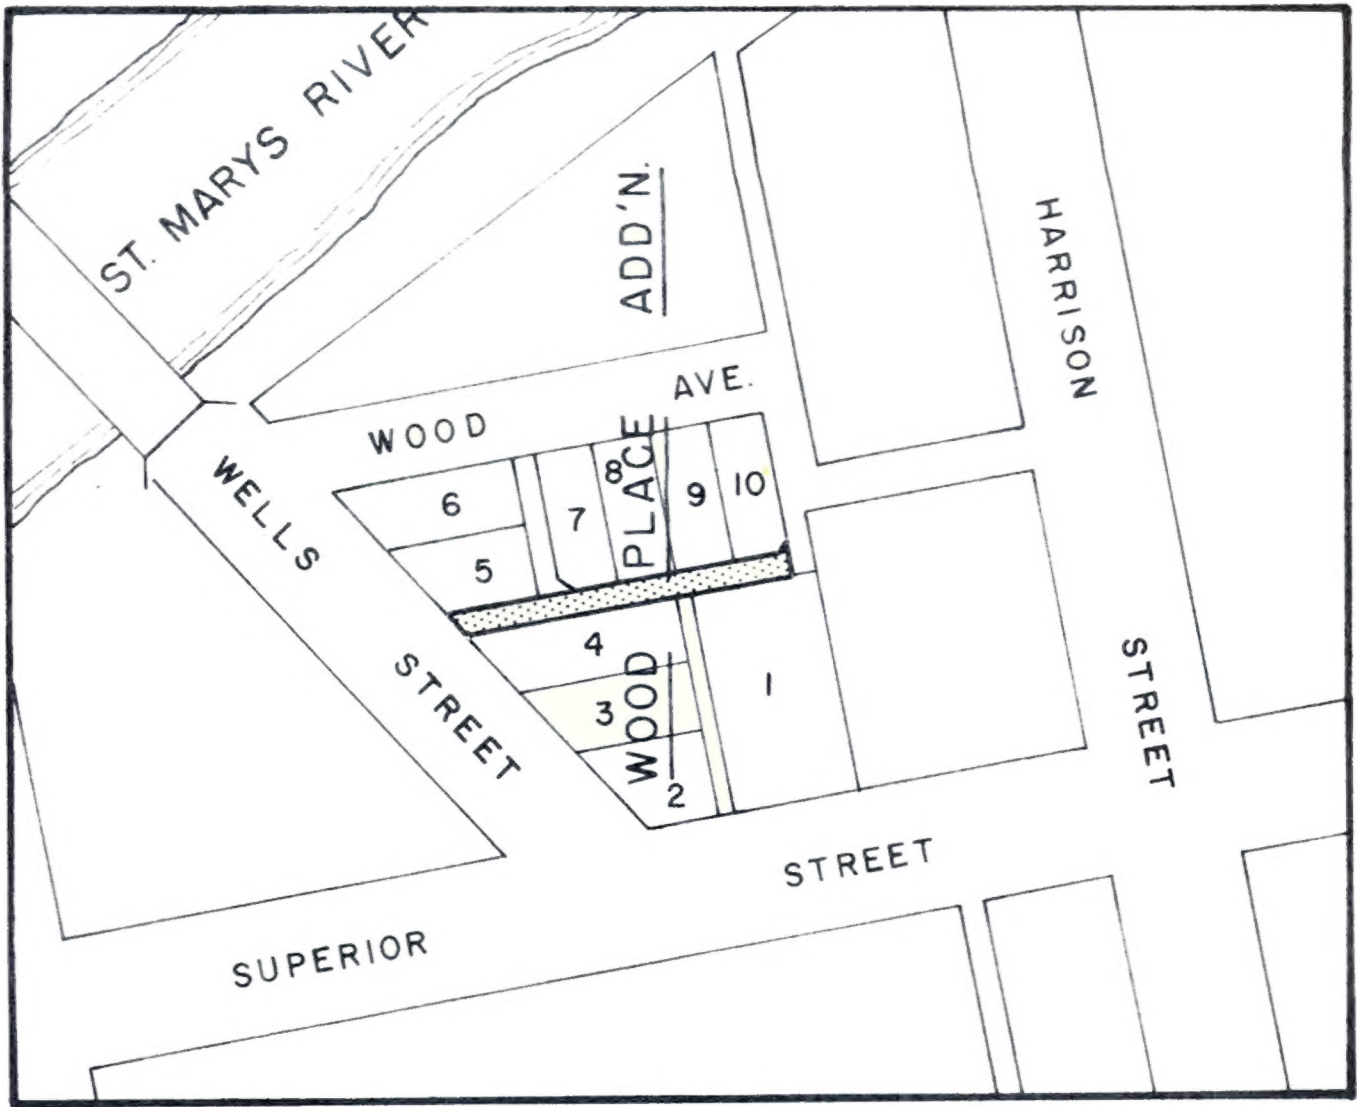 ST. MARYS RIVER
ADD'N.
HARRISON
STREET
WOOD AVE.
WELLS
STREET
WOOD PLACE
6
5
7
8
9
10
4
3
2
1
SUPERIOR STREET